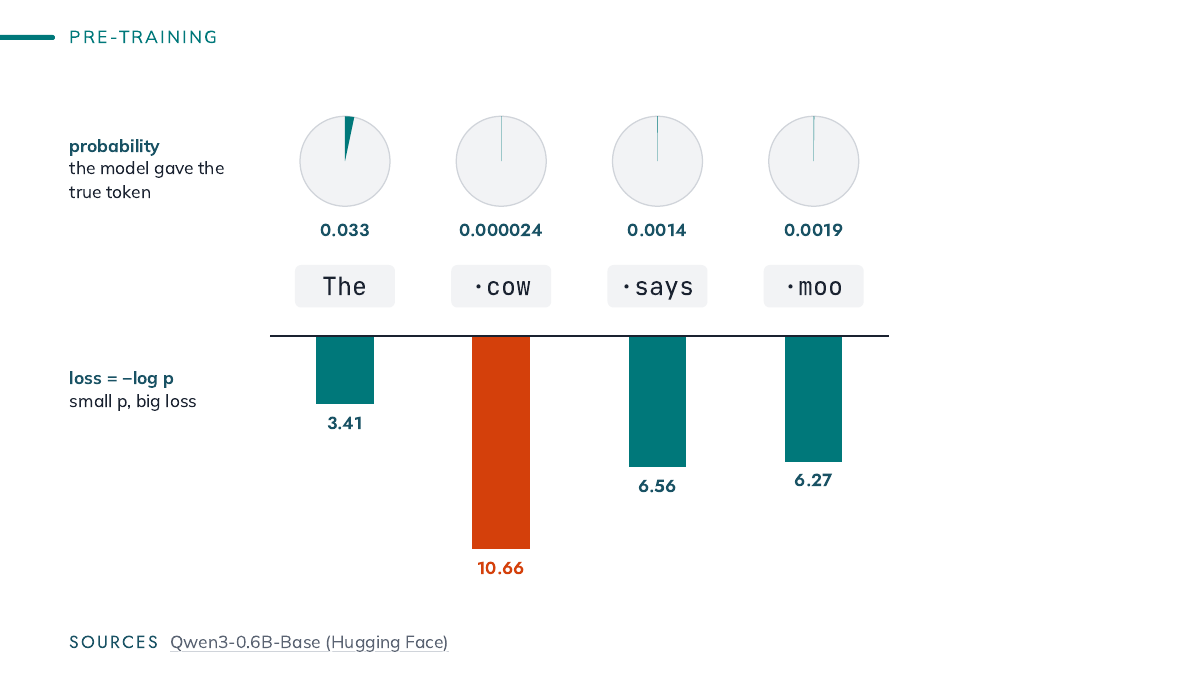 PRE-TRAINING
probability
the model gave the
true token
0.033
0.000024
0.0014
0.0019
The
·cow
·says
·moo
loss = −log p
small p, big loss
3.41
10.66
6.56
6.27
SOURCES Qwen3-0.6B-Base (Hugging Face)